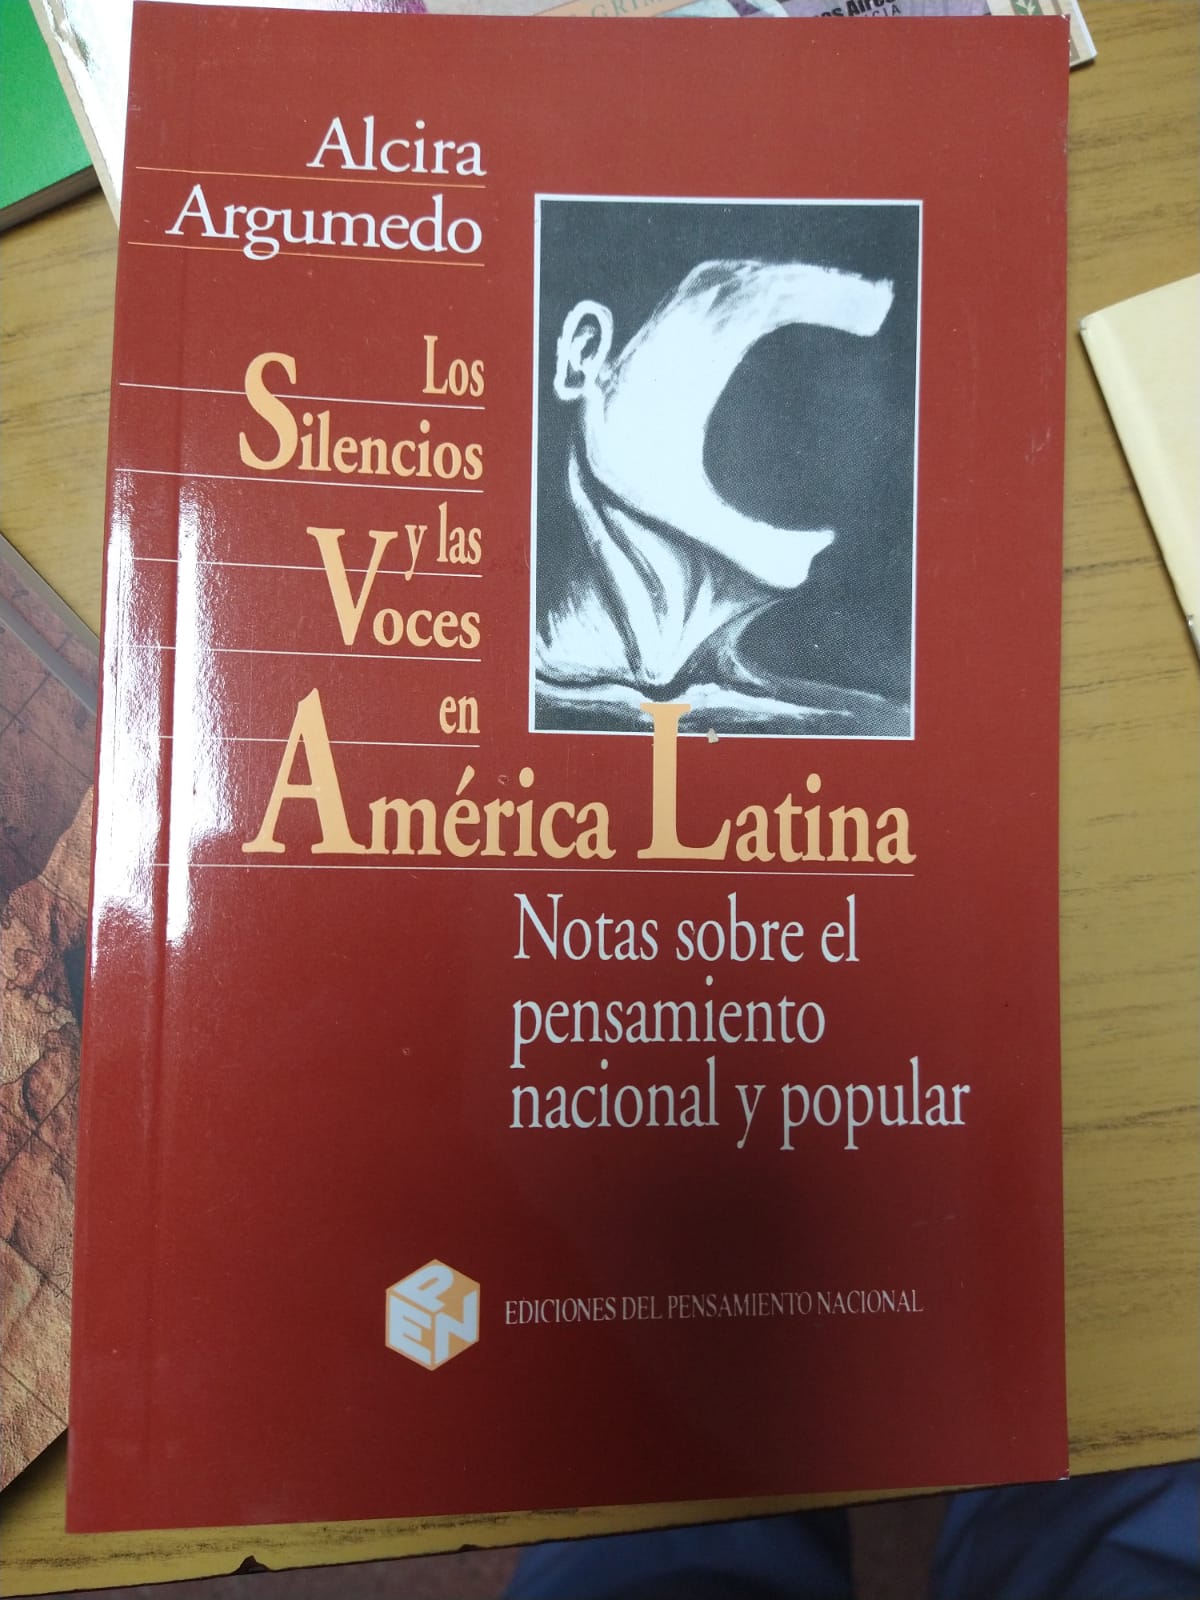 Alcira
Argumedo
Los
Silencios
y las
Voces
en
América Latina
Notas sobre el
pensamiento
nacional y popular
PEN
EDICIONES DEL PENSAMIENTO NACIONAL